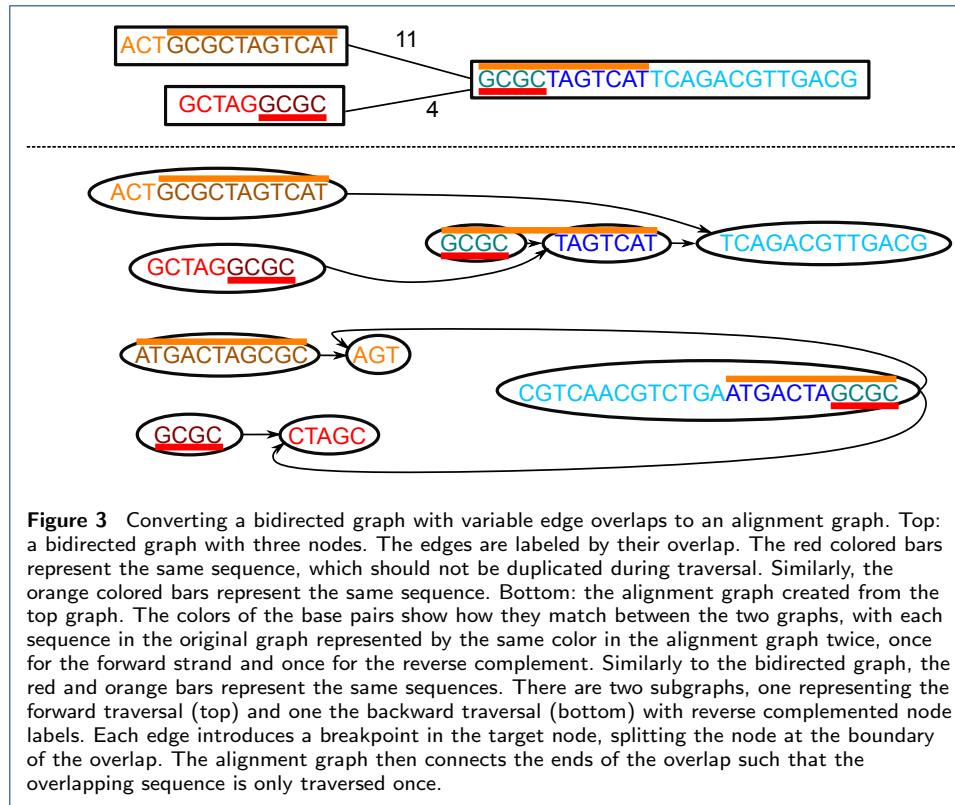 ACTGCGCTAGTCAT
11
GCGCTAGTCATTCAGACGTTGACG
GCTAGGCGC
4
ACTGCGCTAGTCAT
GCGC
TAGTCAT
TCAGACGTTGACG
GCTAGGCGC
ATGACTAGCGC
AGT
CGTCAACGTCTGAATGACTAGCGC
GCGC
CTAGC
Figure 3 Converting a bidirected graph with variable edge overlaps to an alignment graph. Top:
a bidirected graph with three nodes. The edges are labeled by their overlap. The red colored bars
represent the same sequence, which should not be duplicated during traversal. Similarly, the
orange colored bars represent the same sequence. Bottom: the alignment graph created from the
top graph. The colors of the base pairs show how they match between the two graphs, with each
sequence in the original graph represented by the same color in the alignment graph twice, once
for the forward strand and once for the reverse complement. Similarly to the bidirected graph, the
red and orange bars represent the same sequences. There are two subgraphs, one representing the
forward traversal (top) and one the backward traversal (bottom) with reverse complemented node
labels. Each edge introduces a breakpoint in the target node, splitting the node at the boundary
of the overlap. The alignment graph then connects the ends of the overlap such that the
overlapping sequence is only traversed once.